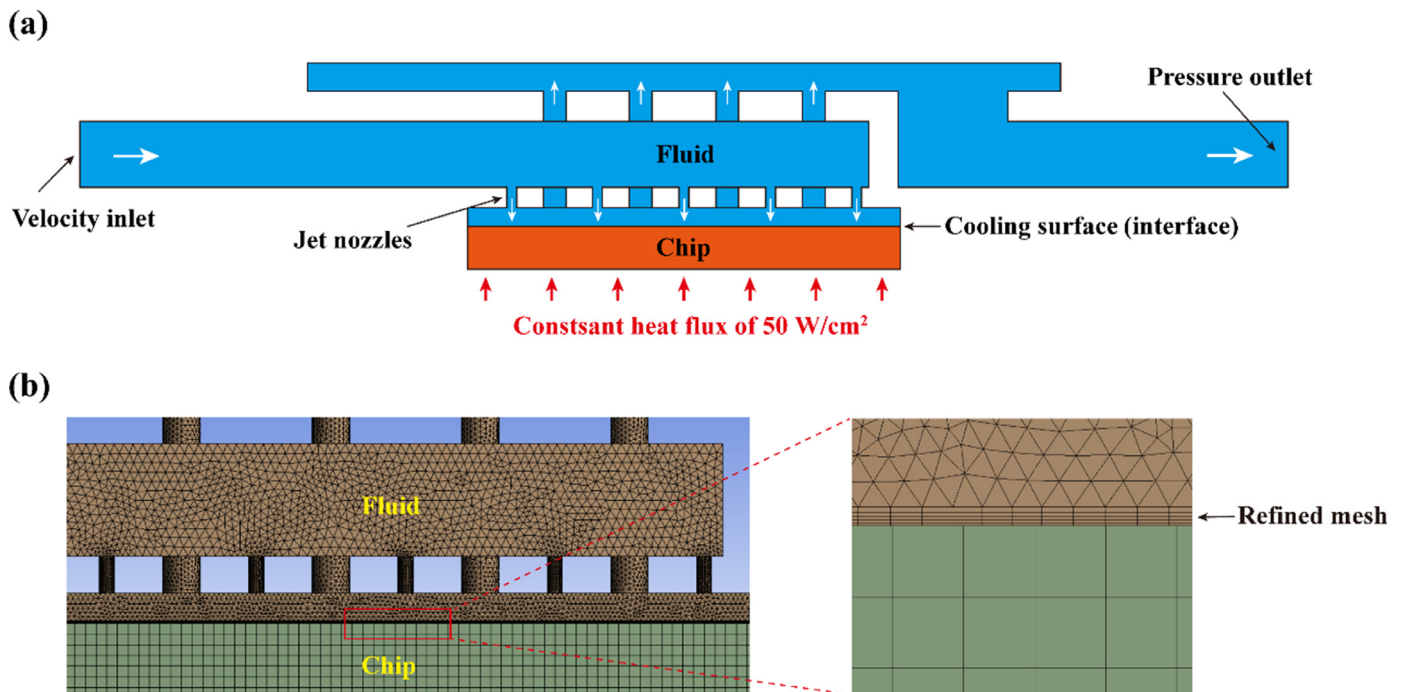 (a)
Pressure outlet
Fluid
Velocity inlet
Jet nozzles
Cooling surface (interface)
Chip
Constsant heat flux of 50 W/cm²
(b)
Fluid
Refined mesh
Chip